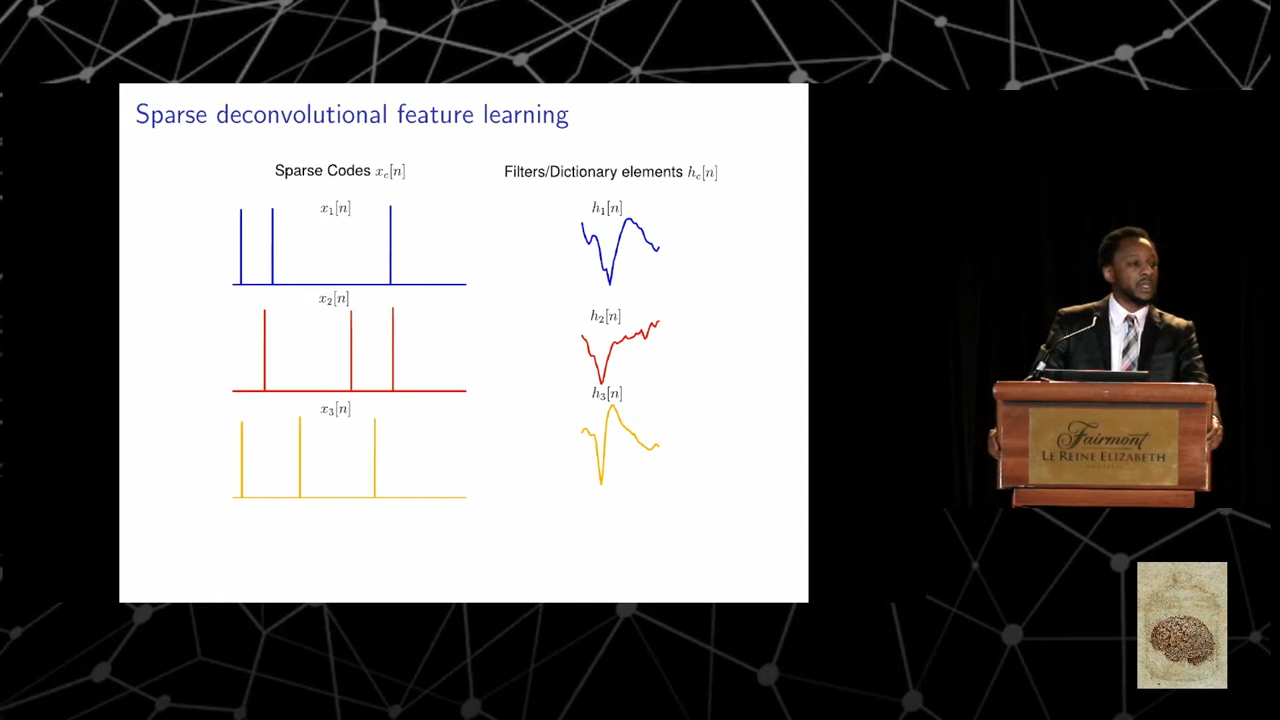 Sparse deconvolutional feature learning
Sparse Codes x_c[n]
Filters/Dictionary elements h_c[n]
x_1[n]
h_1[n]
x_2[n]
h_2[n]
x_3[n]
h_3[n]
Fairmont
LE REINE ELIZABETH